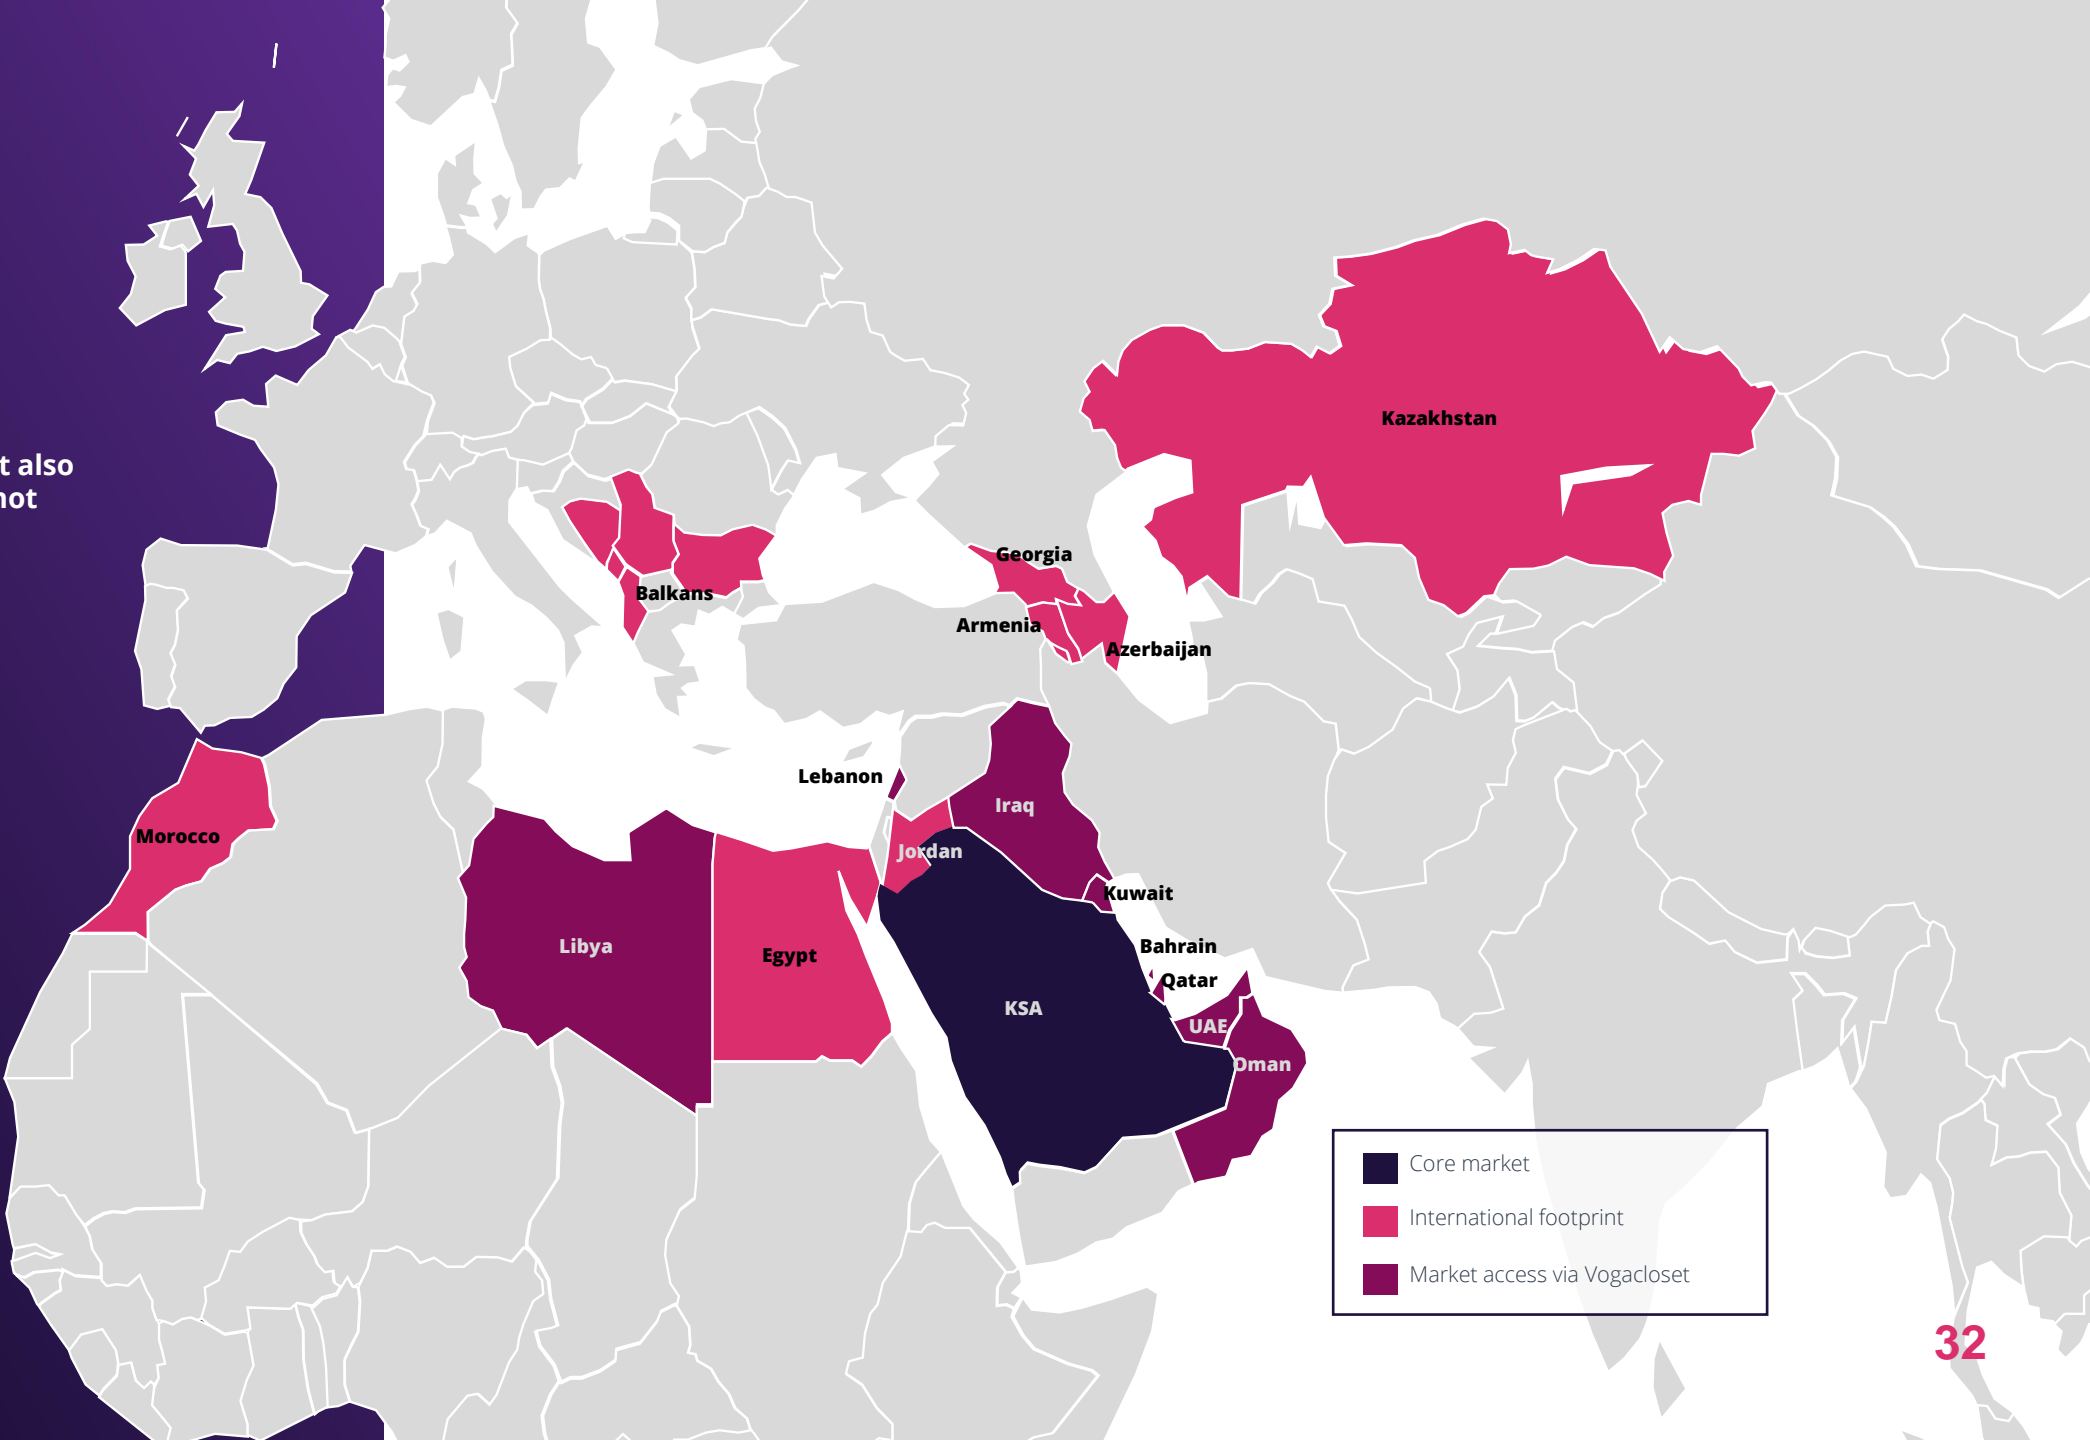 t also
not
Kazakhstan
Georgia
Balkans
Armenia
Azerbaijan
Lebanon
Iraq
Morocco
Jordan
Kuwait
Libya
Egypt
Bahrain
Qatar
KSA
UAE
Oman
Core market
International footprint
Market access via Vogacloset
32